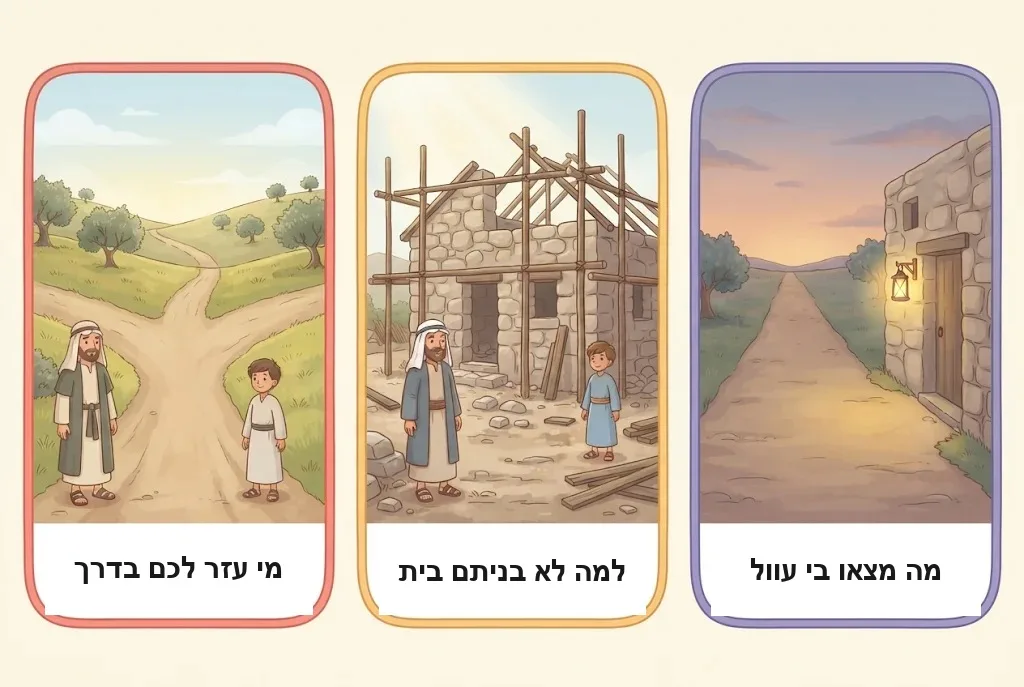 מה מצאו בי עוול
למה לא בניתם בית
מי עזר לכם בדרך